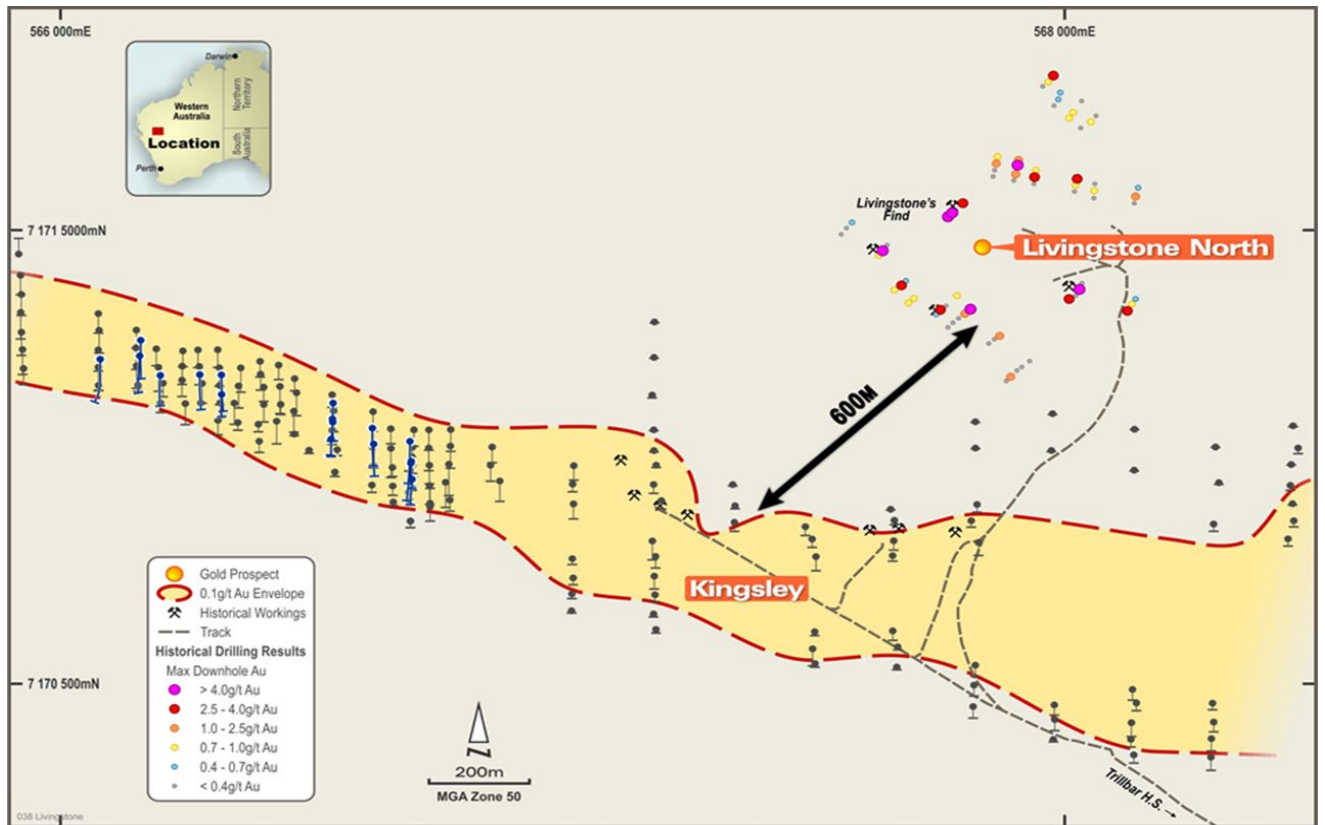 566 000mE
568 000mE
Darwin
Western
Australia
Northern
Territory
Location
South
Australia
Perth
Livingstone's
Find
7 171 5000mN
Livingstone North
600M
Kingsley
Gold Prospect
0.1g/t Au Envelope
Historical Workings
Track
Historical Drilling Results
Max Downhole Au
> 4.0g/t Au
2.5 - 4.0g/t Au
1.0 - 2.5g/t Au
0.7 - 1.0g/t Au
0.4 - 0.7g/t Au
< 0.4g/t Au
7 170 500mN
N
200m
MGA Zone 50
Trillbar H.S.
038 Livingstone